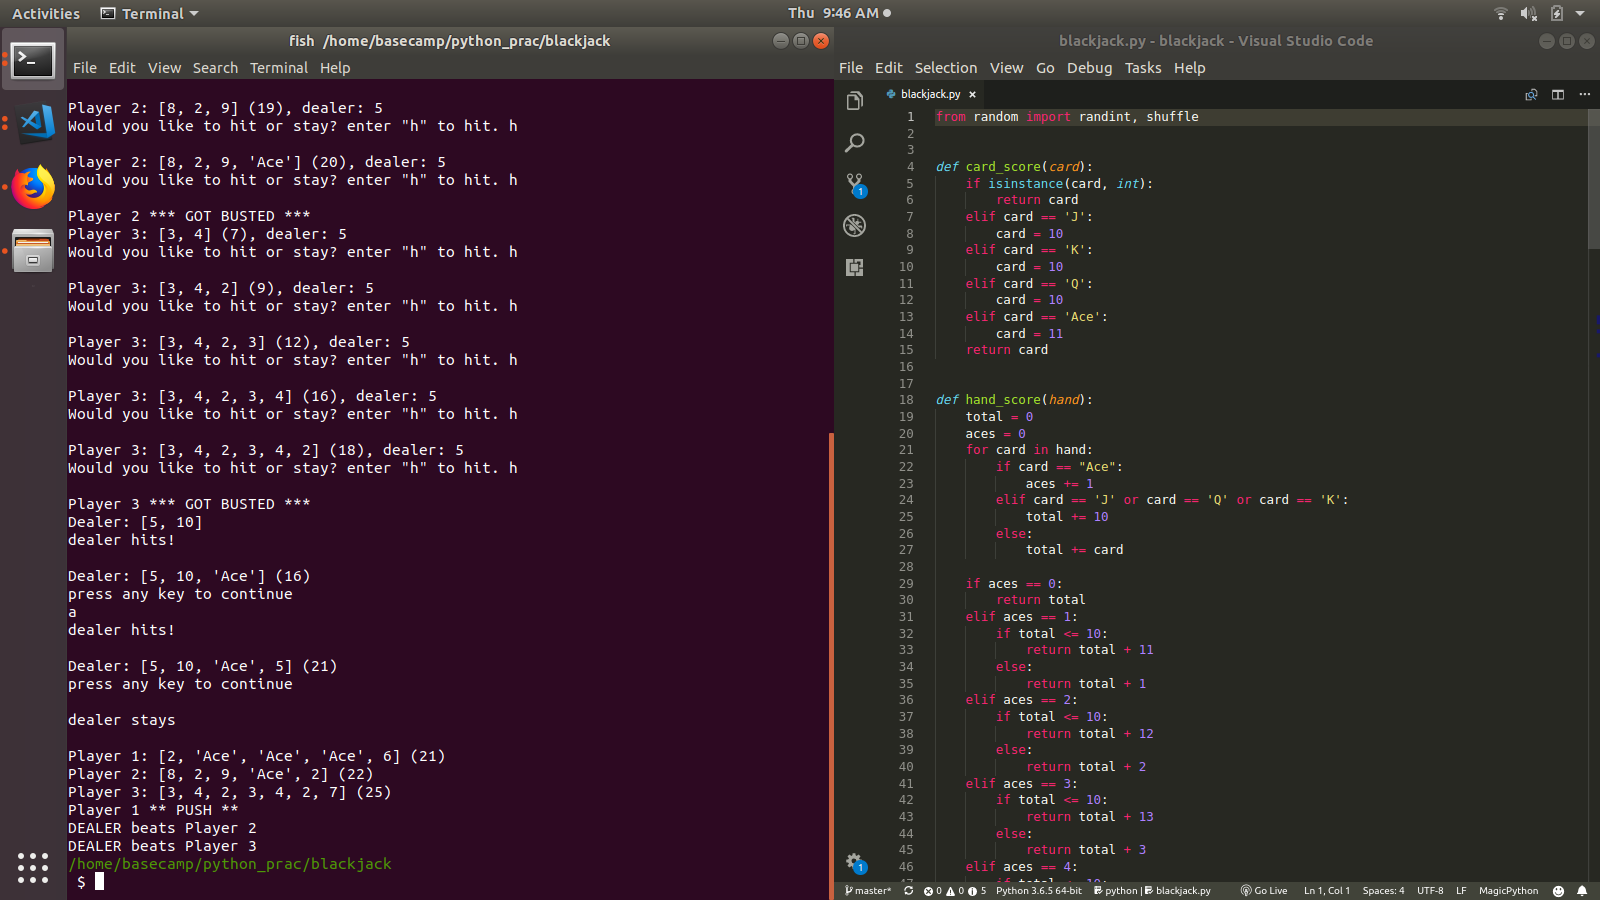 Activities Terminal Thu 9:46 AM
fish /home/basecamp/python_prac/blackjack
File Edit View Search Terminal Help
Player 2: [8, 2, 9] (19), dealer: 5
Would you like to hit or stay? enter "h" to hit. h
Player 2: [8, 2, 9, 'Ace'] (20), dealer: 5
Would you like to hit or stay? enter "h" to hit. h
Player 2 *** GOT BUSTED ***
Player 3: [3, 4] (7), dealer: 5
Would you like to hit or stay? enter "h" to hit. h
Player 3: [3, 4, 2] (9), dealer: 5
Would you like to hit or stay? enter "h" to hit. h
Player 3: [3, 4, 2, 3] (12), dealer: 5
Would you like to hit or stay? enter "h" to hit. h
Player 3: [3, 4, 2, 3, 4] (16), dealer: 5
Would you like to hit or stay? enter "h" to hit. h
Player 3: [3, 4, 2, 3, 4, 2] (18), dealer: 5
Would you like to hit or stay? enter "h" to hit. h
Player 3 *** GOT BUSTED ***
Dealer: [5, 10]
dealer hits!
Dealer: [5, 10, 'Ace'] (16)
press any key to continue
a
dealer hits!
Dealer: [5, 10, 'Ace', 5] (21)
press any key to continue
dealer stays
Player 1: [2, 'Ace', 'Ace', 'Ace', 6] (21)
Player 2: [8, 2, 9, 'Ace', 2] (22)
Player 3: [3, 4, 2, 3, 4, 2, 7] (25)
Player 1 ** PUSH **
DEALER beats Player 2
DEALER beats Player 3
/home/basecamp/python_prac/blackjack
$
blackjack.py - blackjack - Visual Studio Code
File Edit Selection View Go Debug Tasks Help
blackjack.py ×
1 from random import randint, shuffle
2
3
4 def card_score(card):
5 if isinstance(card, int):
6 return card
7 elif card == 'J':
8 card = 10
9 elif card == 'K':
10 card = 10
11 elif card == 'Q':
12 card = 10
13 elif card == 'Ace':
14 card = 11
15 return card
16
17
18 def hand_score(hand):
19 total = 0
20 aces = 0
21 for card in hand:
22 if card == "Ace":
23 aces += 1
24 elif card == 'J' or card == 'Q' or card == 'K':
25 total += 10
26 else:
27 total += card
28
29 if aces == 0:
30 return total
31 elif aces == 1:
32 if total <= 10:
33 return total + 11
34 else:
35 return total + 1
36 elif aces == 2:
37 if total <= 10:
38 return total + 12
39 else:
40 return total + 2
41 elif aces == 3:
42 if total <= 10:
43 return total + 13
44 else:
45 return total + 3
46 elif aces == 4:
1
1
master* 0 0 5 Python 3.6.5 64-bit python | blackjack.py Go Live Ln 1, Col 1 Spaces: 4 UTF-8 LF MagicPython